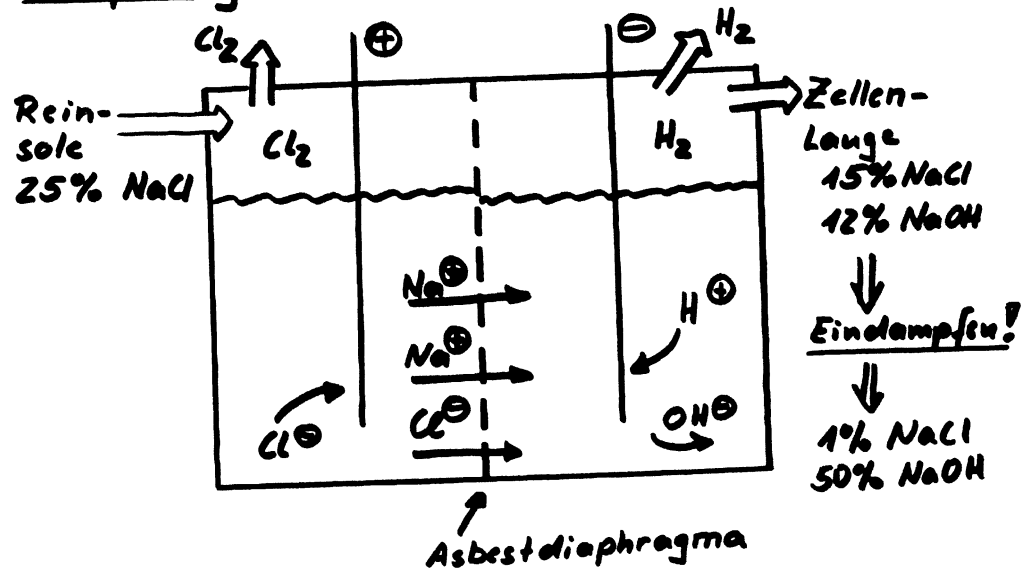 Cl₂
⊕
⊖
H₂
Rein-
sole
25% NaCl
Cl₂
H₂
Zellen-
Lauge
15% NaCl
12% NaOH
Na⊕
H⊕
Eindampfen!
Na⊕
Cl⊖
Cl⊖
OH⊖
1% NaCl
50% NaOH
Asbestdiaphragma